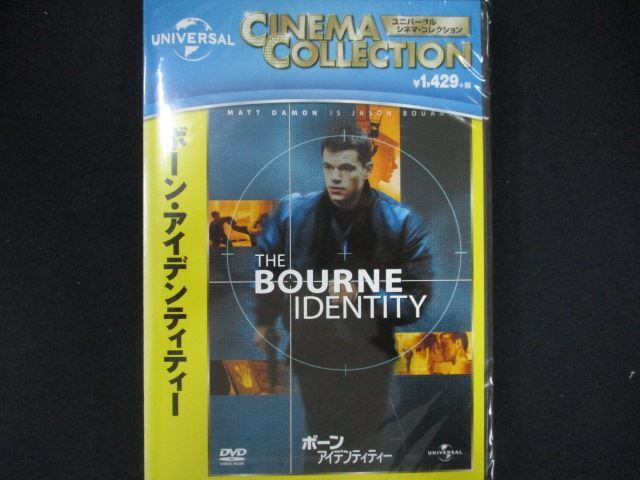 UNIVERSAL
CINEMA
COLLECTION
ユニバーサル
シネマ・コレクション
¥1,429+税
MATT DAMON IS JASON BOURNE
ボーン・アイデンティティー
THE
BOURNE
IDENTITY
DVD
ボーン
アイデンティティー
UNIVERSAL